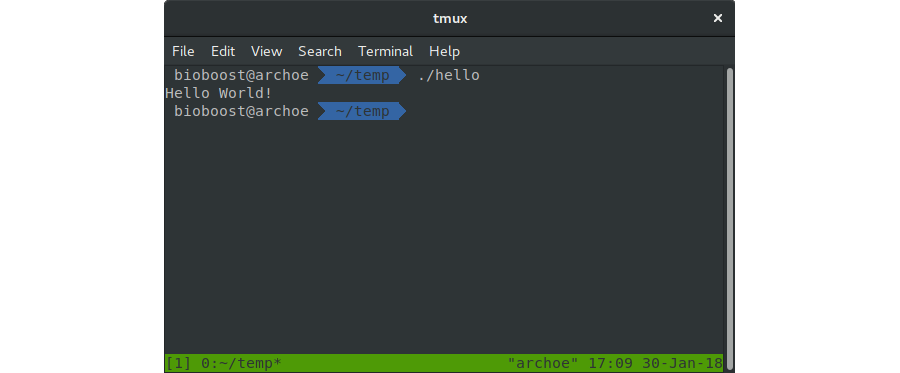 tmux ×
File Edit View Search Terminal Help
bioboost@archoe ~/temp ./hello
Hello World!
bioboost@archoe ~/temp
[1] 0:~/temp* "archoe" 17:09 30-Jan-18